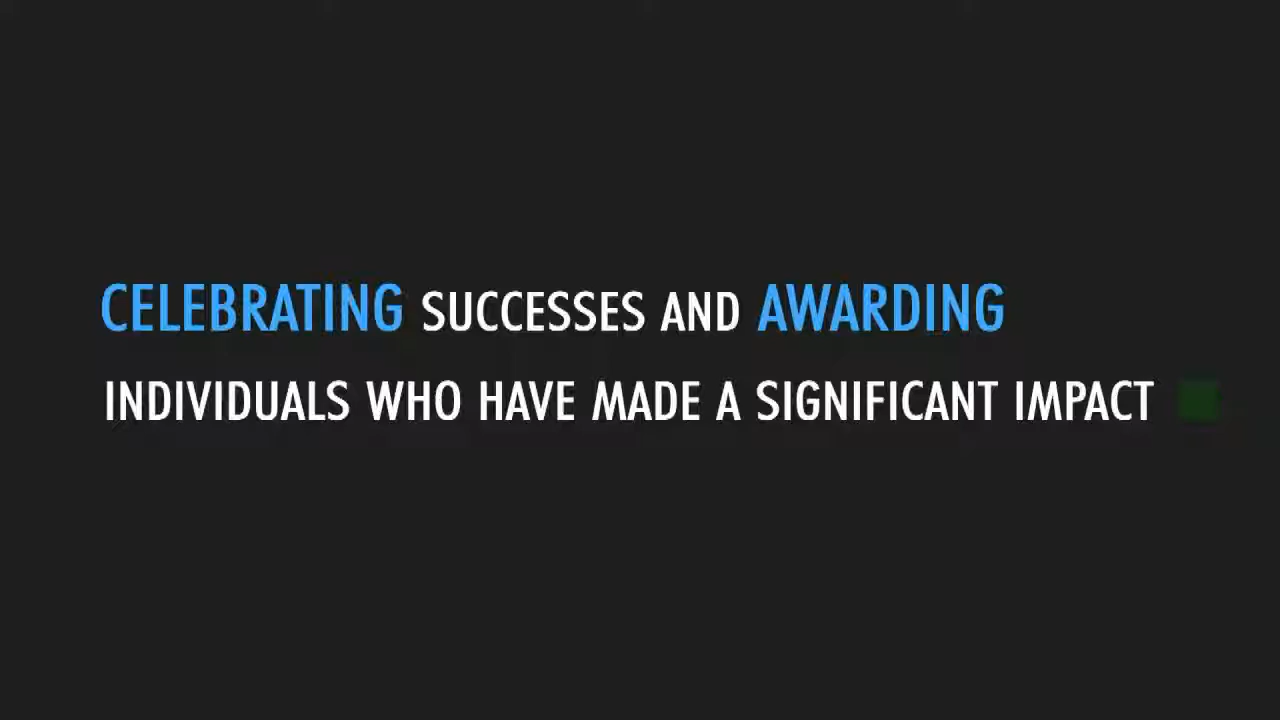 CELEBRATING SUCCESSES AND AWARDING
INDIVIDUALS WHO HAVE MADE A SIGNIFICANT IMPACT